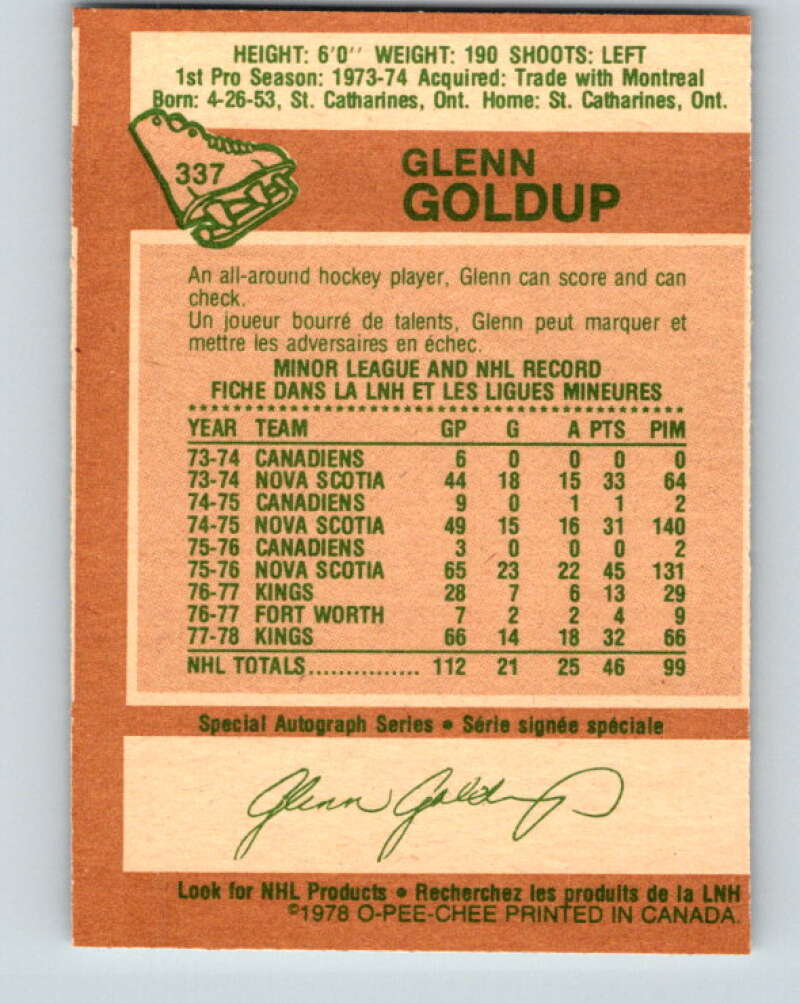 HEIGHT: 6'0'' WEIGHT: 190 SHOOTS: LEFT
1st Pro Season: 1973-74 Acquired: Trade with Montreal
Born: 4-26-53, St. Catharines, Ont. Home: St. Catharines, Ont.
337
GLENN
GOLDUP
An all-around hockey player, Glenn can score and can
check.
Un joueur bourré de talents, Glenn peut marquer et
mettre les adversaires en échec.
MINOR LEAGUE AND NHL RECORD
FICHE DANS LA LNH ET LES LIGUES MINEURES
YEAR TEAM GP G A PTS PIM
73-74 CANADIENS 6 0 0 0 0
73-74 NOVA SCOTIA 44 18 15 33 64
74-75 CANADIENS 9 0 1 1 2
74-75 NOVA SCOTIA 49 15 16 31 140
75-76 CANADIENS 3 0 0 0 2
75-76 NOVA SCOTIA 65 23 22 45 131
76-77 KINGS 28 7 6 13 29
76-77 FORT WORTH 7 2 2 4 9
77-78 KINGS 66 14 18 32 66
NHL TOTALS............... 112 21 25 46 99
Special Autograph Series • Série signée spéciale
Glenn Goldup
Look for NHL Products • Recherchez les produits de la LNH
©1978 O-PEE-CHEE PRINTED IN CANADA.